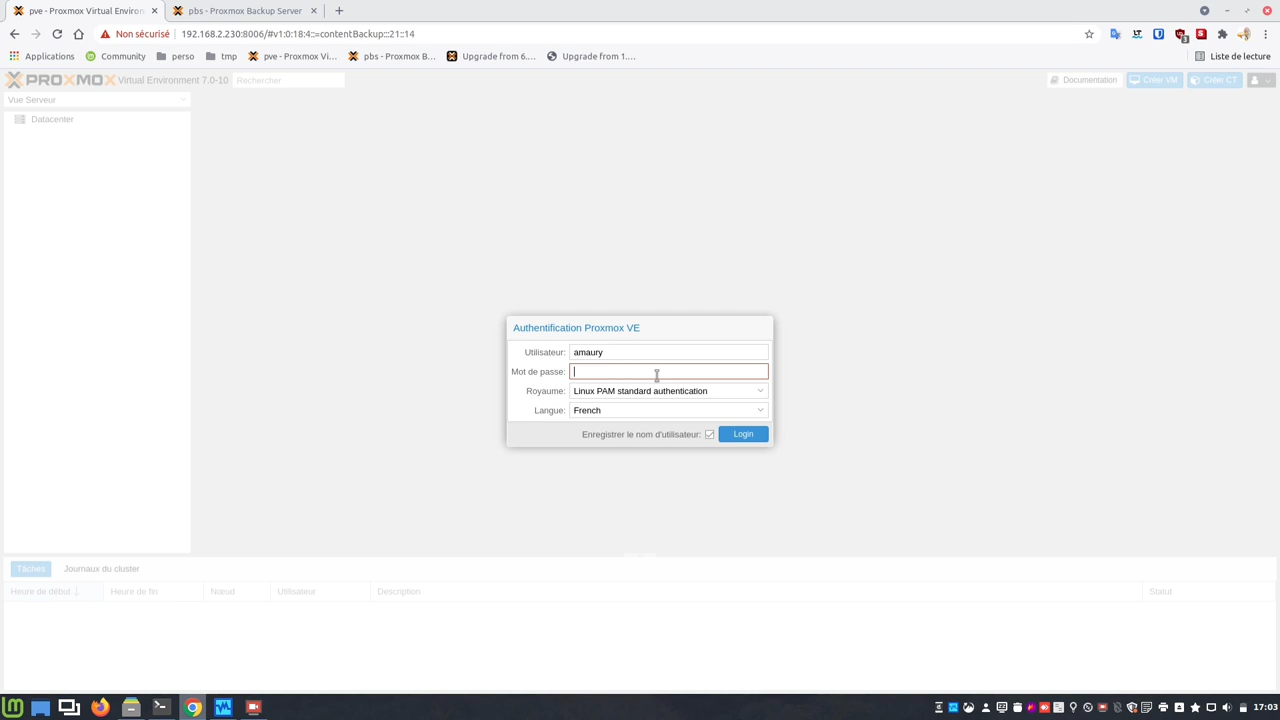 pve - Proxmox Virtual Environ
pbs - Proxmox Backup Server
Non sécurisé
192.168.2.230:8006/#v1:0:18:4::=contentBackup:::21::14
Applications
Community
perso
tmp
pve - Proxmox Vi...
pbs - Proxmox B...
Upgrade from 6....
Upgrade from 1....
Liste de lecture
PROXMOX Virtual Environment 7.0-10
Rechercher
Documentation
Créer VM
Créer CT
Vue Serveur
Datacenter
Authentification Proxmox VE
Utilisateur: amaury
Mot de passe:
Royaume: Linux PAM standard authentication
Langue: French
Enregistrer le nom d'utilisateur:
Login
Tâches
Journaux du cluster
Heure de début ↓
Heure de fin
Nœud
Utilisateur
Description
Statut
17:03